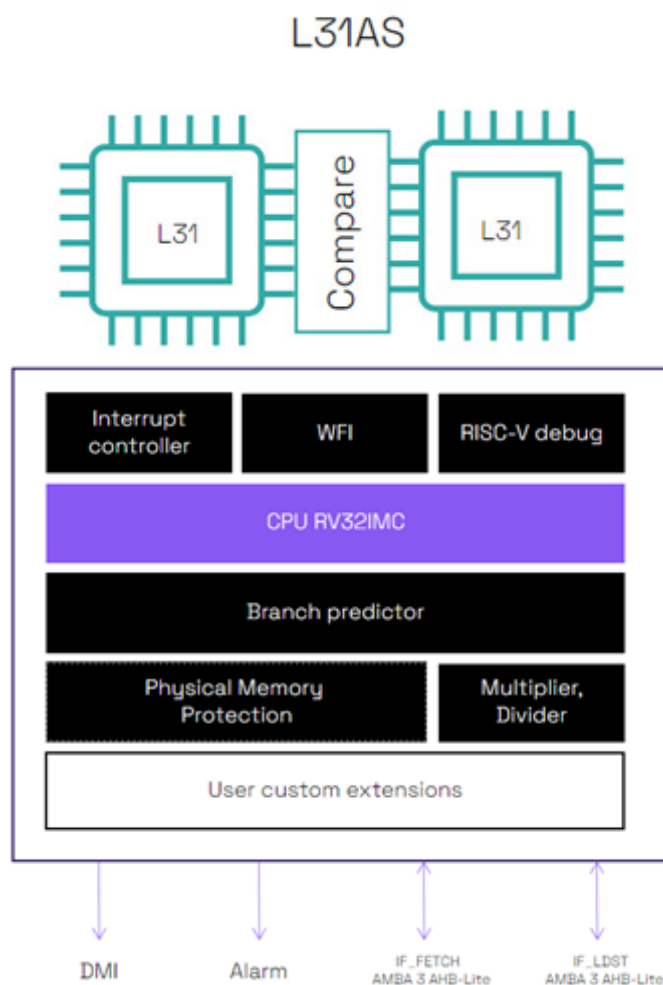 L31AS
L31
Compare
L31
Interrupt
controller
WFI
RISC-V debug
CPU RV32IMC
Branch predictor
Physical Memory
Protection
Multiplier,
Divider
User custom extensions
DMI
Alarm
IF_FETCH
AMBA 3 AHB-Lite
IF_LDST
AMBA 3 AHB-Lite